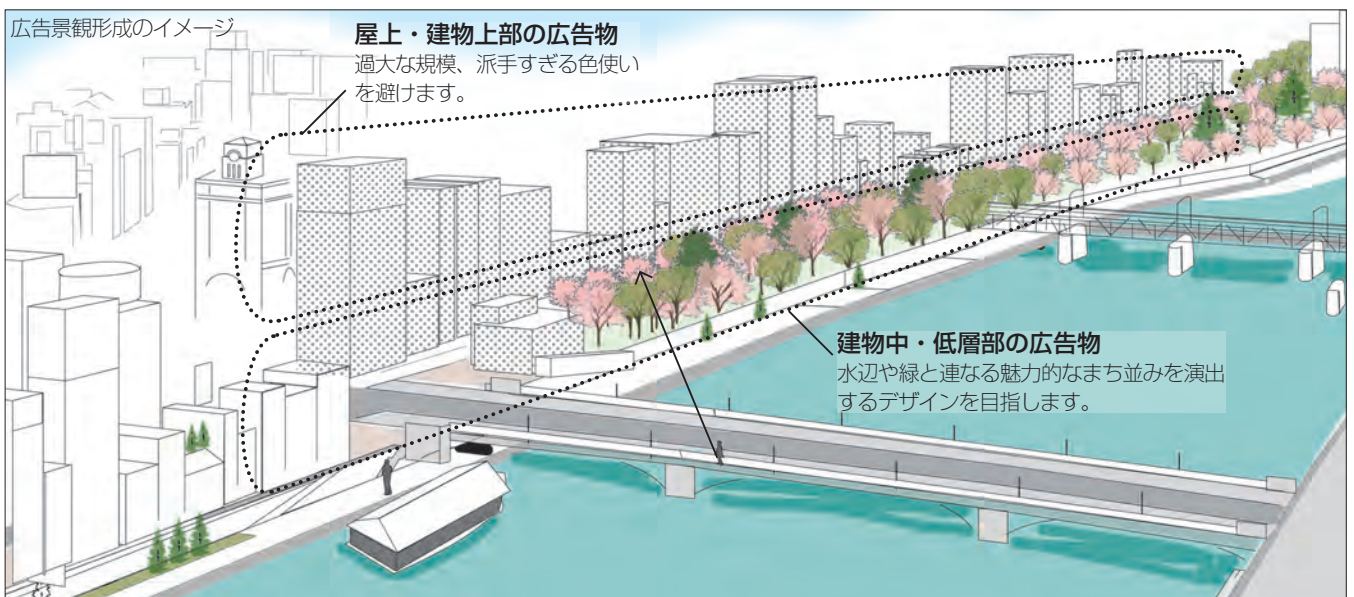 広告景観形成のイメージ
屋上・建物上部の広告物
過大な規模、派手すぎる色使い
を避けます。
建物中・低層部の広告物
水辺や緑と連なる魅力的なまち並みを演出
するデザインを目指します。